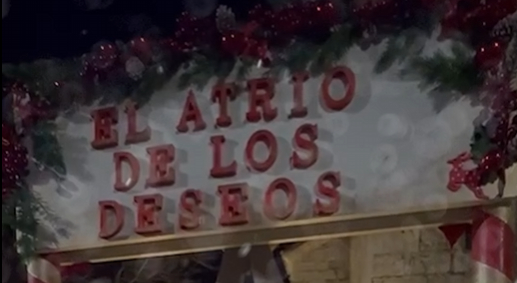 EL ATRIO
DE LOS
DESEOS